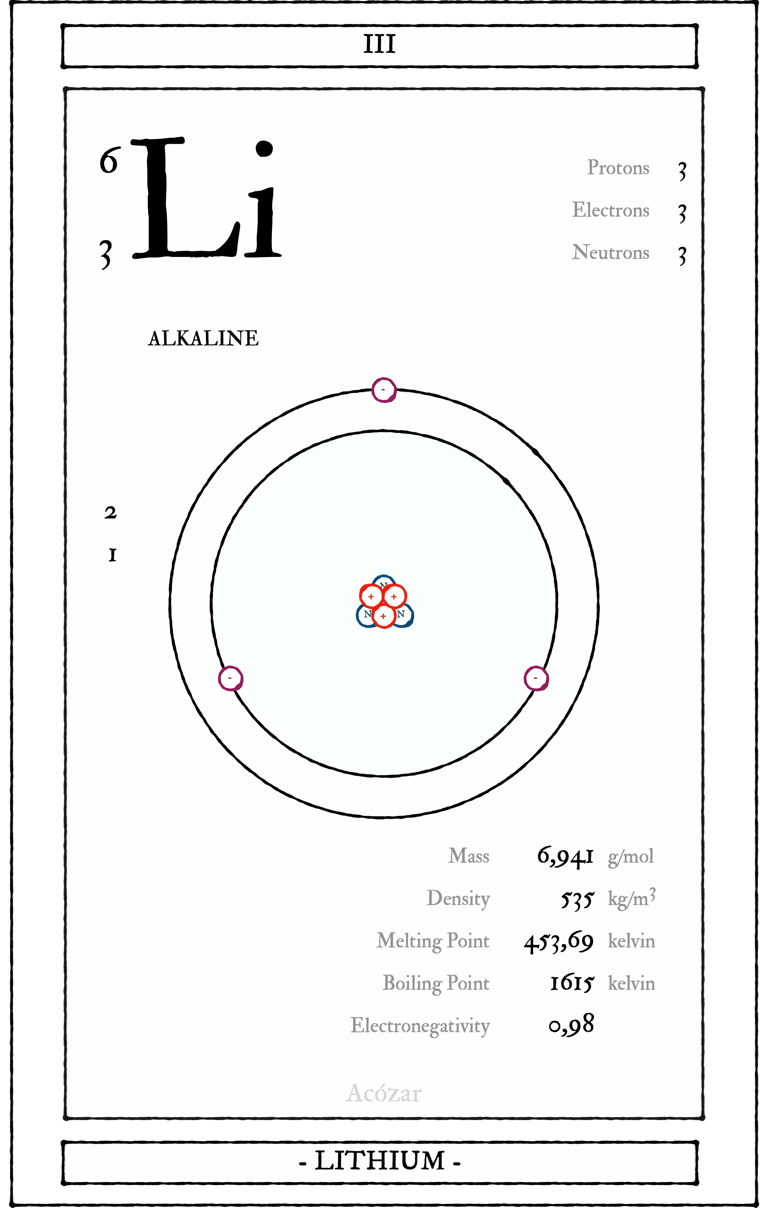 III
6
3
Li
Protons 3
Electrons 3
Neutrons 3
ALKALINE
-
2
1
N
+ +
N + N
- -
Mass 6,941 g/mol
Density 535 kg/m³
Melting Point 453,69 kelvin
Boiling Point 1615 kelvin
Electronegativity 0,98
Acózar
- LITHIUM -